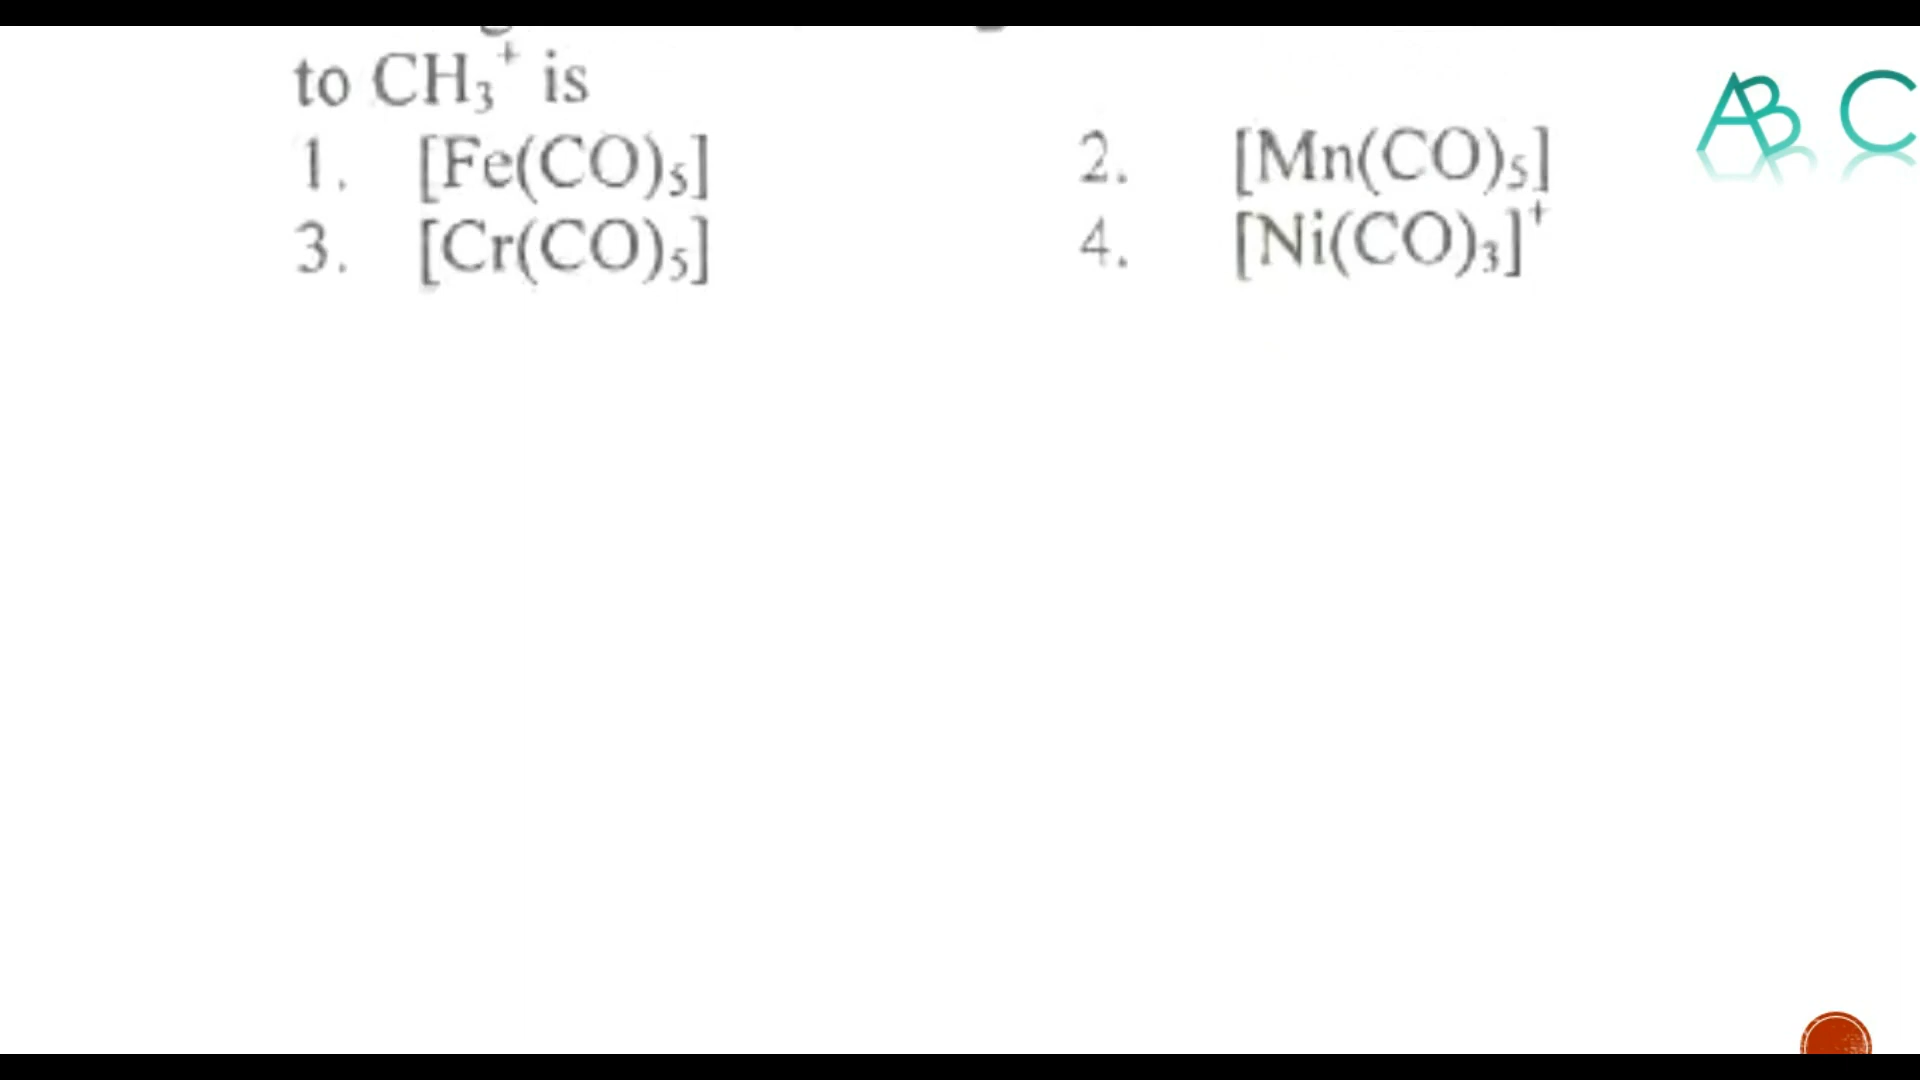 to CH₃⁺ is
1. [Fe(CO)₅] 2. [Mn(CO)₅]
3. [Cr(CO)₅] 4. [Ni(CO)₃]⁺
AB C